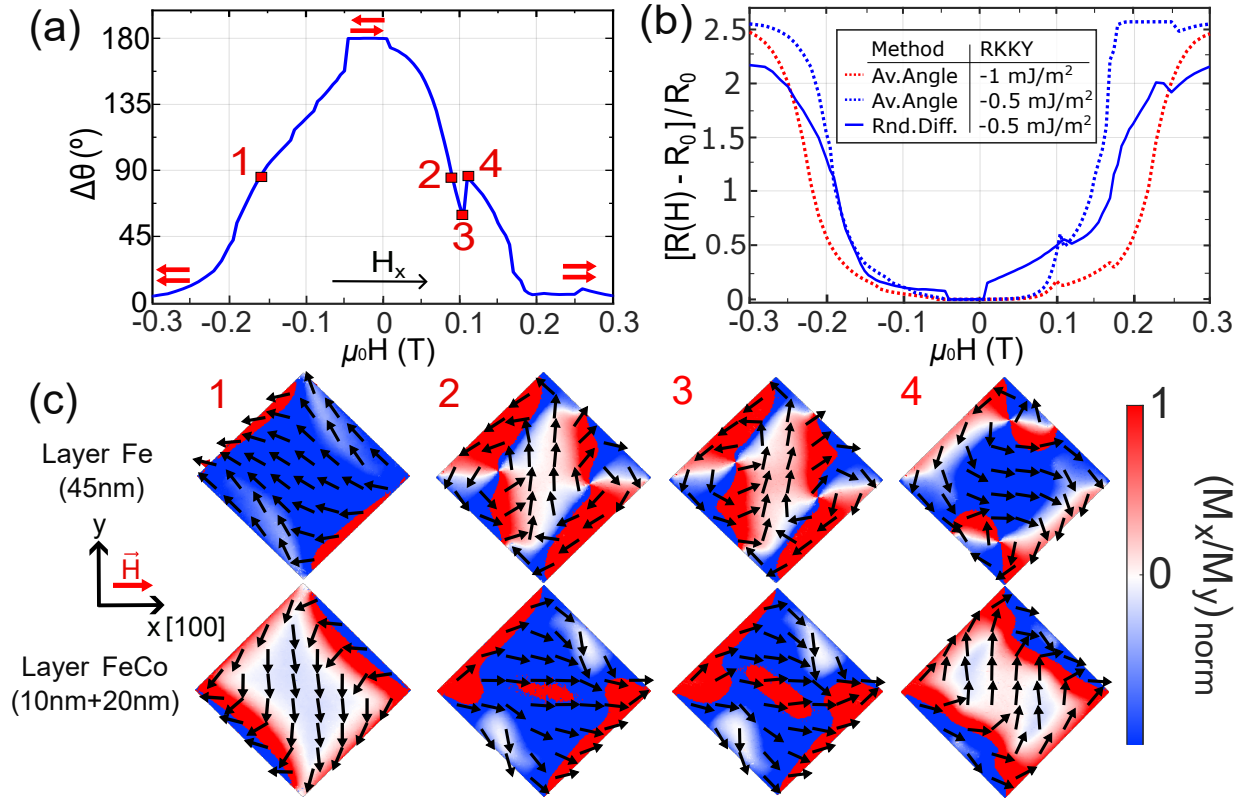 (a)
Δθ (º)
180
135
90
45
0
1
2
3
4
Hₓ
-0.3
-0.2
-0.1
0
0.1
0.2
0.3
μ₀H (T)
(b)
[R(H) - R₀] / R₀
2.5
2
1.5
1
0.5
0
Method RKKY
Av.Angle -1 mJ/m²
Av.Angle -0.5 mJ/m²
Rnd.Diff. -0.5 mJ/m²
-0.3
-0.2
-0.1
0
0.1
0.2
0.3
μ₀H (T)
(c)
1
2
3
4
Layer Fe
(45nm)
y
H
x [100]
Layer FeCo
(10nm+20nm)
1
0
(Mₓ/Mᵧ) norm